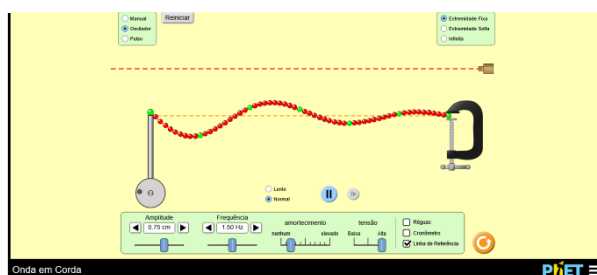 Manual
Oscilador
Pulso
Reiniciar
Extremidade Fixa
Extremidade Solta
Infinita
Lento
Normal
Amplitude
0.75 cm
Frequência
1.50 Hz
amortecimento
nenhum elevado
tensão
Baixa Alta
Réguas
Cronômetro
Linha de Referência
Onda em Corda
PhET